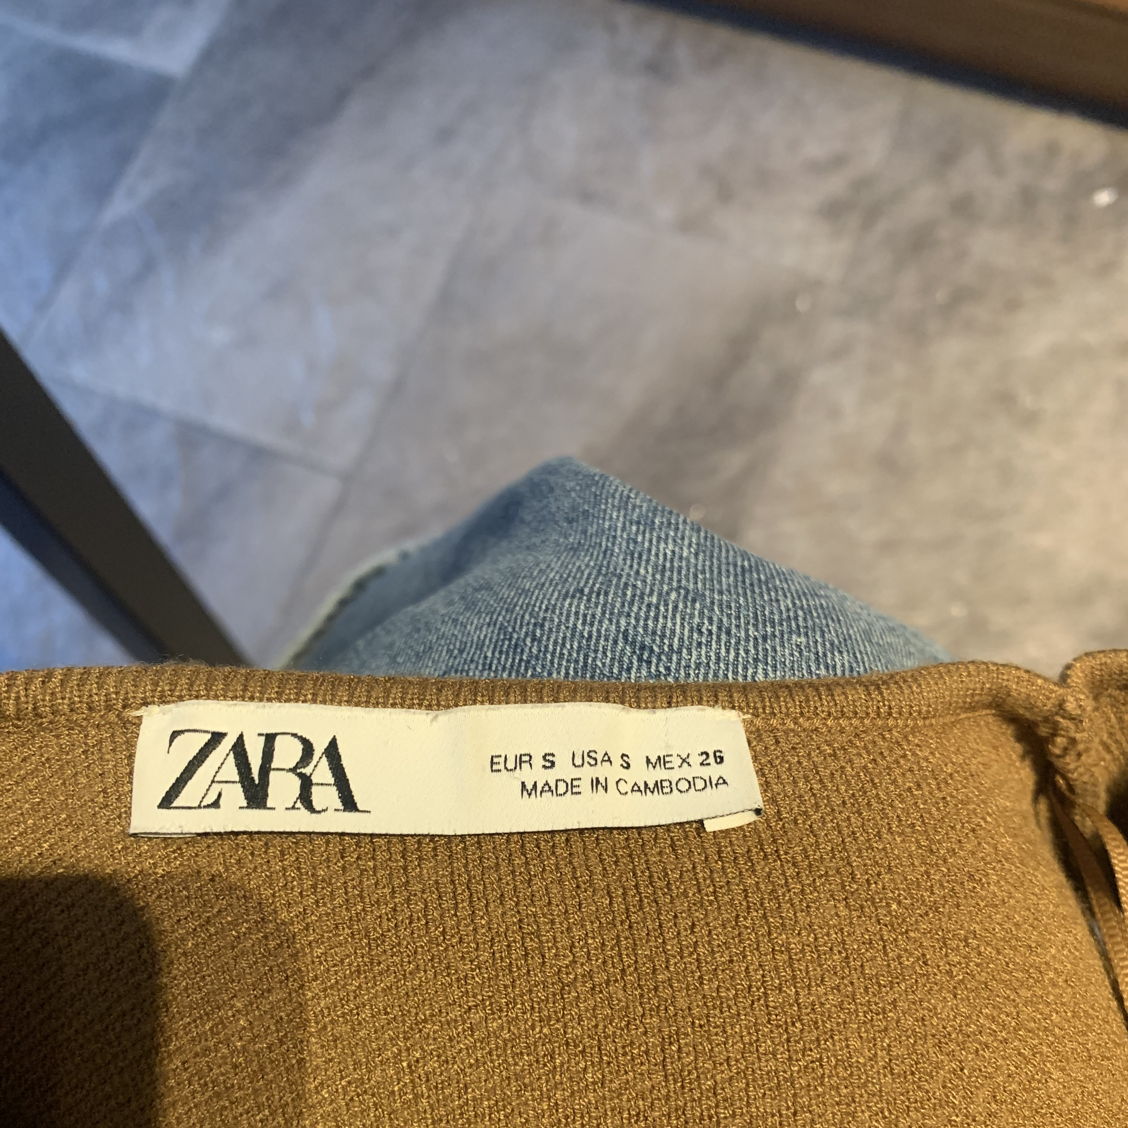 ZARA
EUR S USA S MEX 26
MADE IN CAMBODIA